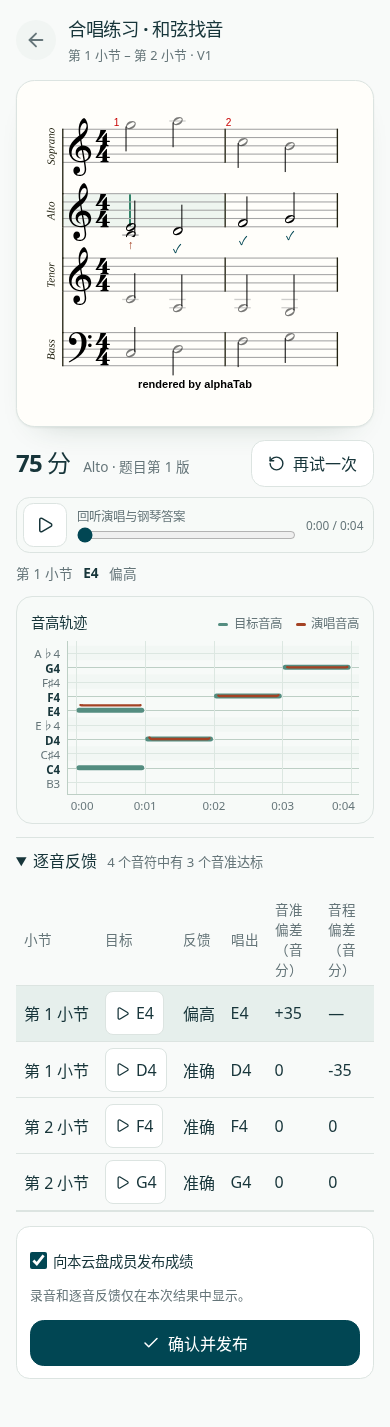 合唱练习 · 和弦找音
第 1 小节 – 第 2 小节 · V1
1
2
Soprano
Alto
↑ ✓ ✓ ✓
Tenor
Bass
rendered by alphaTab
75 分 Alto · 题目第 1 版 再试一次
回听演唱与钢琴答案
0:00 / 0:04
第 1 小节 E4 偏高
音高轨迹 目标音高 演唱音高
A♭4
G4
F♯4
F4
E4
E♭4
D4
C♯4
C4
B3
0:00 0:01 0:02 0:03 0:04
▼ 逐音反馈 4 个音符中有 3 个音准达标
小节 目标 反馈 唱出 音准偏差（音分） 音程偏差（音分）
第 1 小节 E4 偏高 E4 +35 —
第 1 小节 D4 准确 D4 0 -35
第 2 小节 F4 准确 F4 0 0
第 2 小节 G4 准确 G4 0 0
向本云盘成员发布成绩
录音和逐音反馈仅在本次结果中显示。
确认并发布